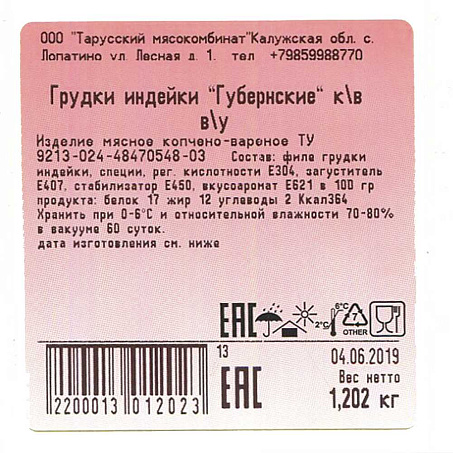 ООО "Тарусский мясокомбинат"Калужская обл. с.
Лопатино ул. Лесная д. 1. тел. +79859988770
Грудки индейки "Губернские" к\в
в\у
Изделие мясное копчено-вареное ТУ
9213-024-48470548-03 Состав: филе грудки
индейки, специи, рег. кислотности Е304, загуститель
Е407, стабилизатор Е450, вкусоаромат Е621 в 100 гр
продукта: белок 17 жир 12 углеводы 2 Ккал364
Хранить при 0-6°С и относительной влажности 70-80%
в вакууме 60 суток.
дата изготовления см. ниже
EAC 2°C 6°C 7 OTHER
13
04.06.2019
EAC
Вес нетто
1,202 кг
2200013 012023